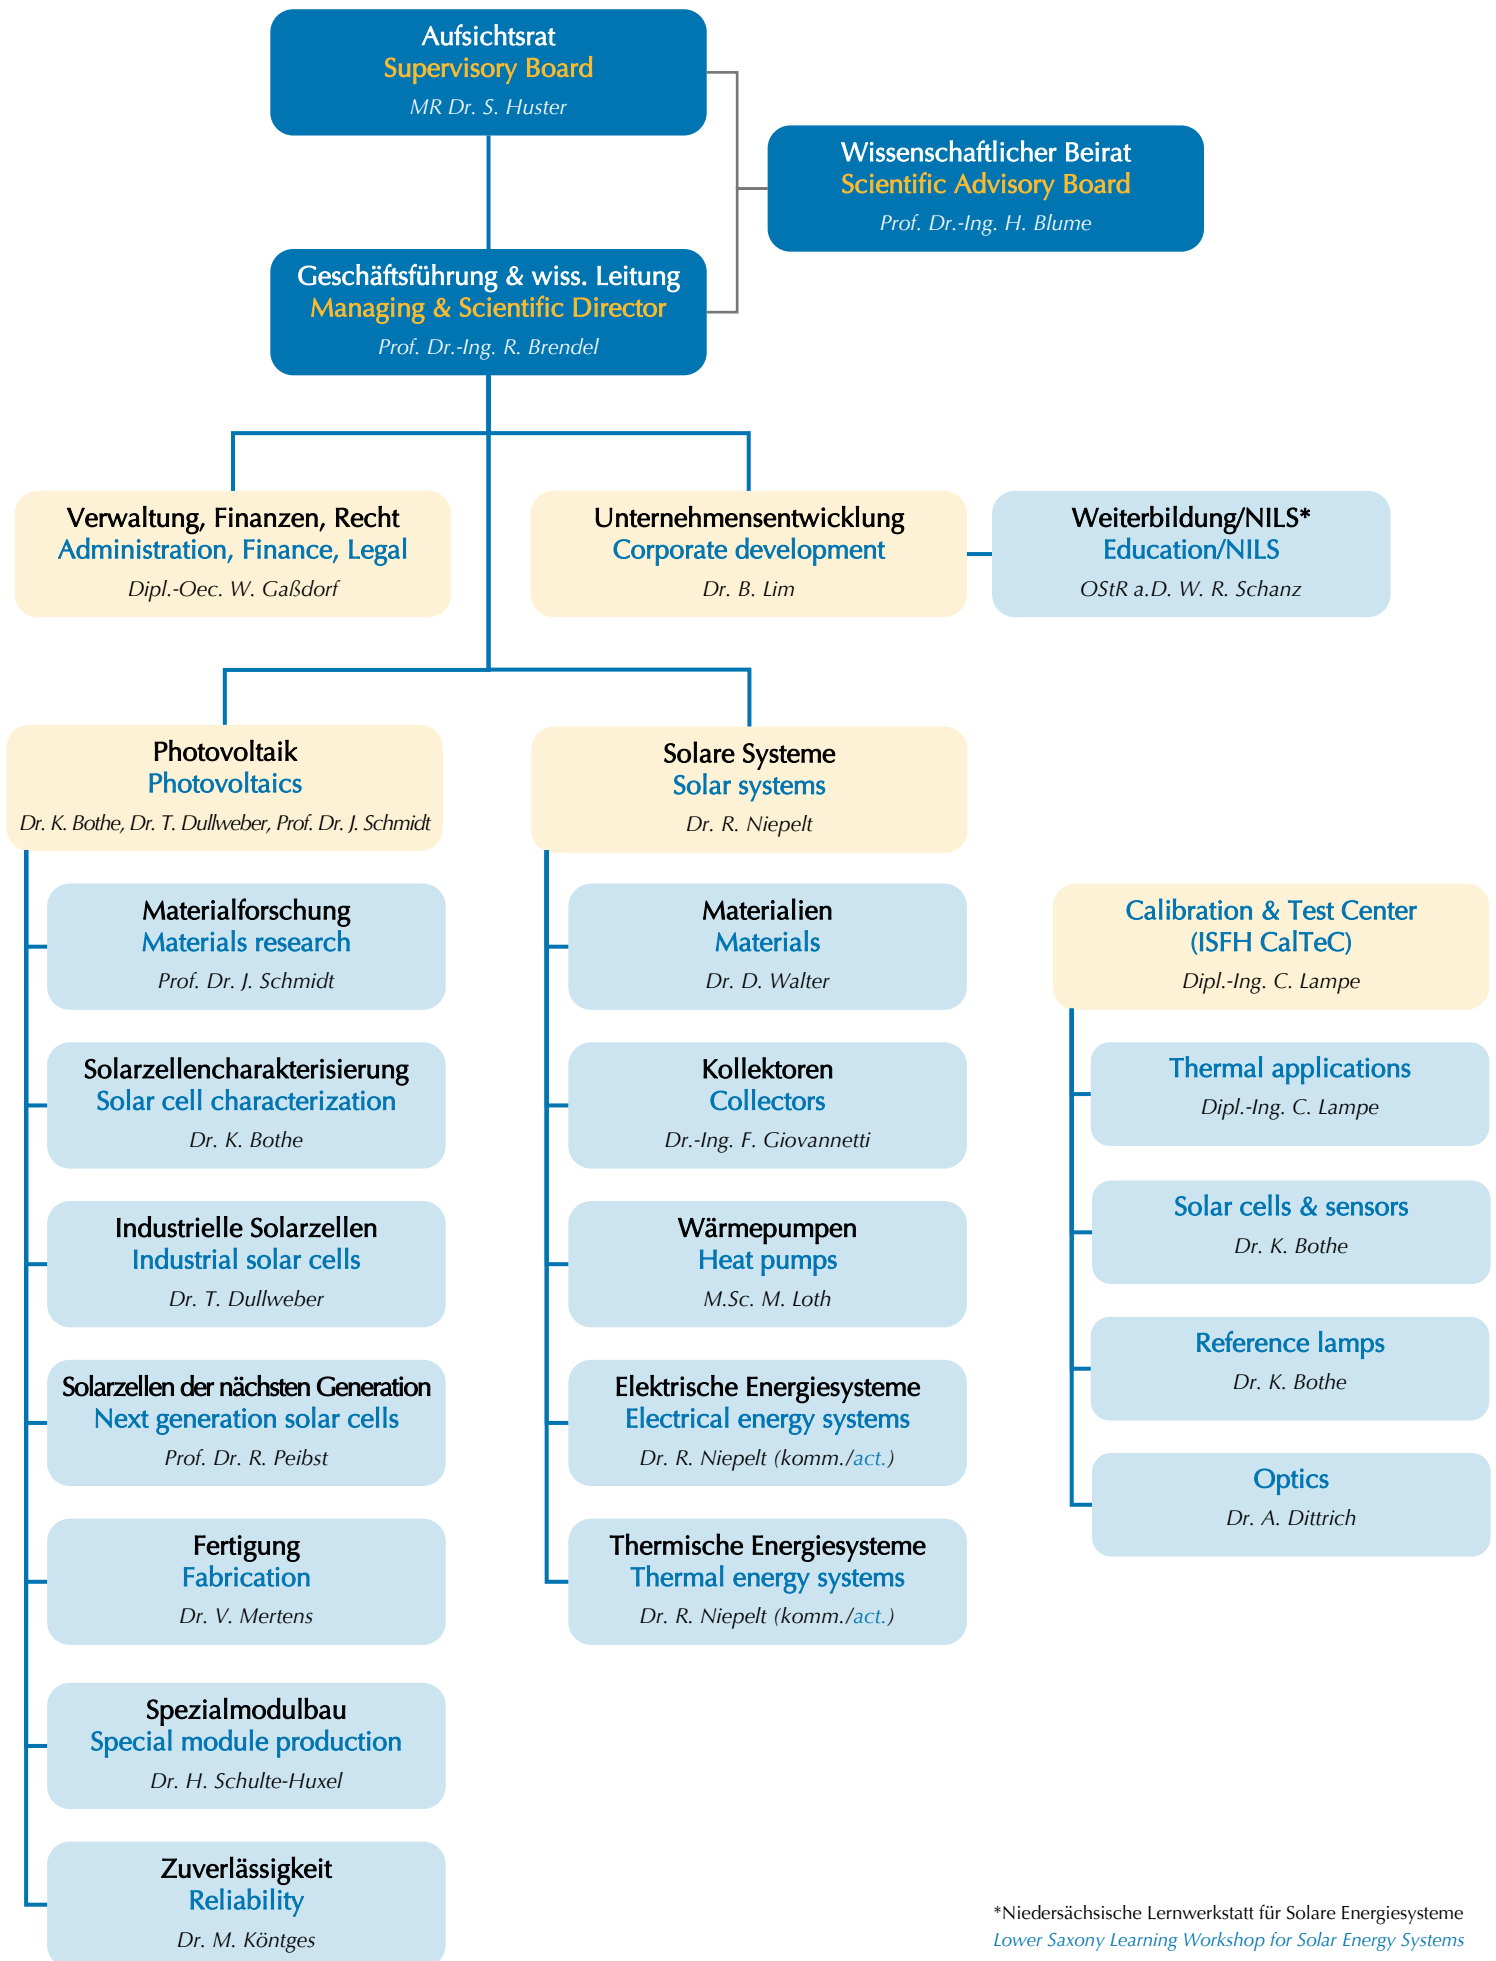 Aufsichtsrat
Supervisory Board
MR Dr. S. Huster
Wissenschaftlicher Beirat
Scientific Advisory Board
Prof. Dr.-Ing. H. Blume
Geschäftsführung & wiss. Leitung
Managing & Scientific Director
Prof. Dr.-Ing. R. Brendel
Verwaltung, Finanzen, Recht
Administration, Finance, Legal
Dipl.-Oec. W. Gaßdorf
Unternehmensentwicklung
Corporate development
Dr. B. Lim
Weiterbildung/NILS*
Education/NILS
OStR a.D. W. R. Schanz
Photovoltaik
Photovoltaics
Dr. K. Bothe, Dr. T. Dullweber, Prof. Dr. J. Schmidt
Materialforschung
Materials research
Prof. Dr. J. Schmidt
Solarzellencharakterisierung
Solar cell characterization
Dr. K. Bothe
Industrielle Solarzellen
Industrial solar cells
Dr. T. Dullweber
Solarzellen der nächsten Generation
Next generation solar cells
Prof. Dr. R. Peibst
Fertigung
Fabrication
Dr. V. Mertens
Spezialmodulbau
Special module production
Dr. H. Schulte-Huxel
Zuverlässigkeit
Reliability
Dr. M. Köntges
Solare Systeme
Solar systems
Dr. R. Niepelt
Materialien
Materials
Dr. D. Walter
Kollektoren
Collectors
Dr.-Ing. F. Giovannetti
Wärmepumpen
Heat pumps
M.Sc. M. Loth
Elektrische Energiesysteme
Electrical energy systems
Dr. R. Niepelt (komm./act.)
Thermische Energiesysteme
Thermal energy systems
Dr. R. Niepelt (komm./act.)
Calibration & Test Center
(ISFH CalTeC)
Dipl.-Ing. C. Lampe
Thermal applications
Dipl.-Ing. C. Lampe
Solar cells & sensors
Dr. K. Bothe
Reference lamps
Dr. K. Bothe
Optics
Dr. A. Dittrich
*Niedersächsische Lernwerkstatt für Solare Energiesysteme
Lower Saxony Learning Workshop for Solar Energy Systems